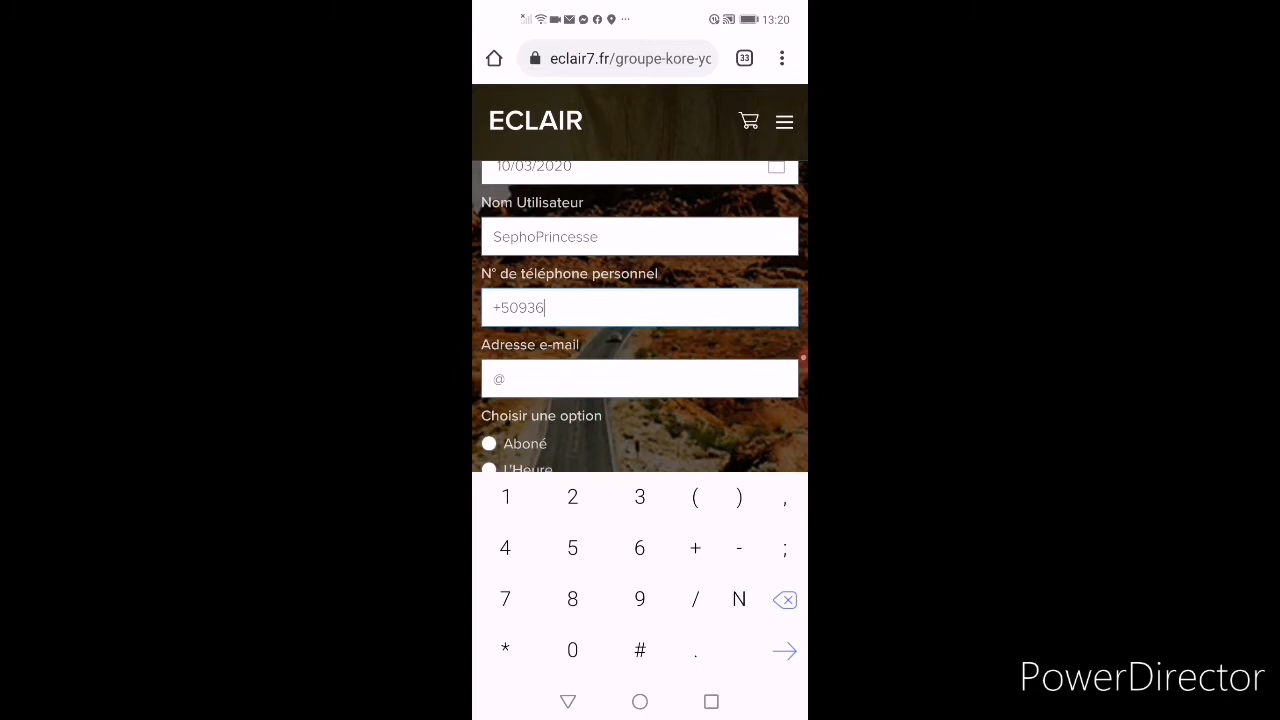 13:20
eclair7.fr/groupe-kore-yc
33
ECLAIR
10/03/2020
Nom Utilisateur
SephoPrincesse
N° de téléphone personnel
+50936
Adresse e-mail
@
Choisir une option
Aboné
L'Heure
1 2 3 ( ) ,
4 5 6 + - ;
7 8 9 / N
* 0 # .
PowerDirector